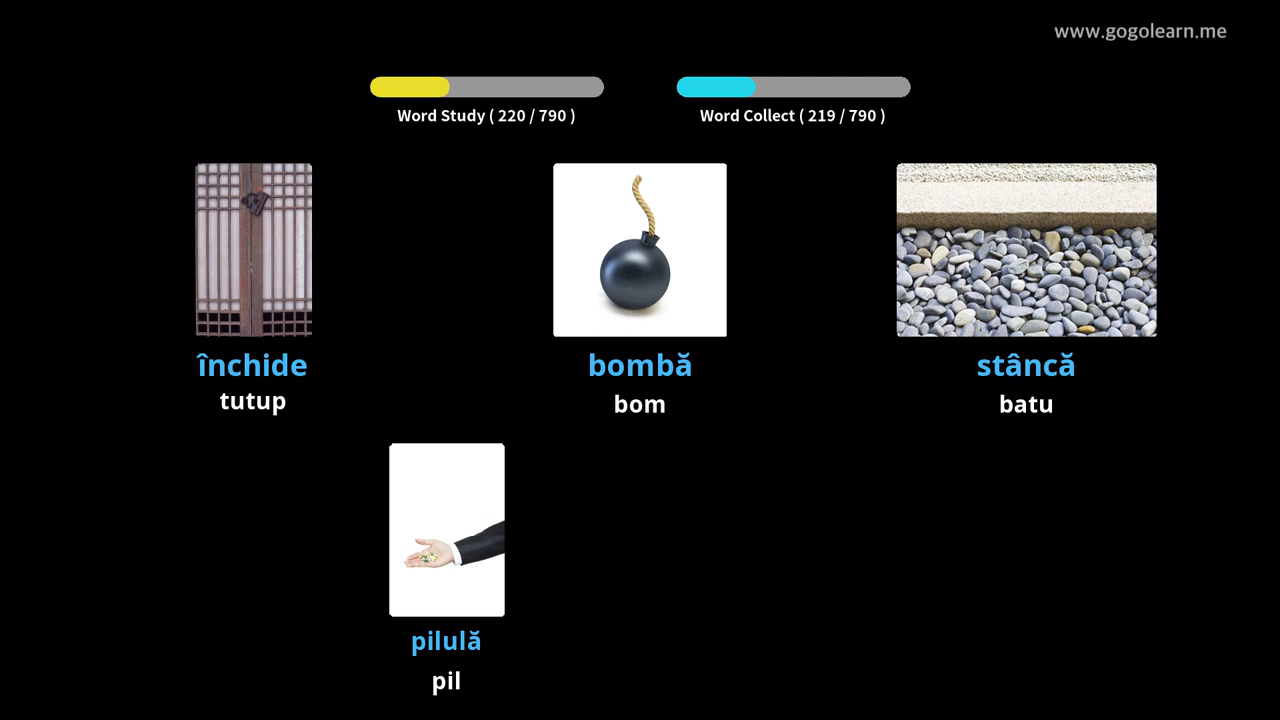 www.gogolearn.me
Word Study ( 220 / 790 )
Word Collect ( 219 / 790 )
închide
tutup
bombă
bom
stâncă
batu
pilulă
pil